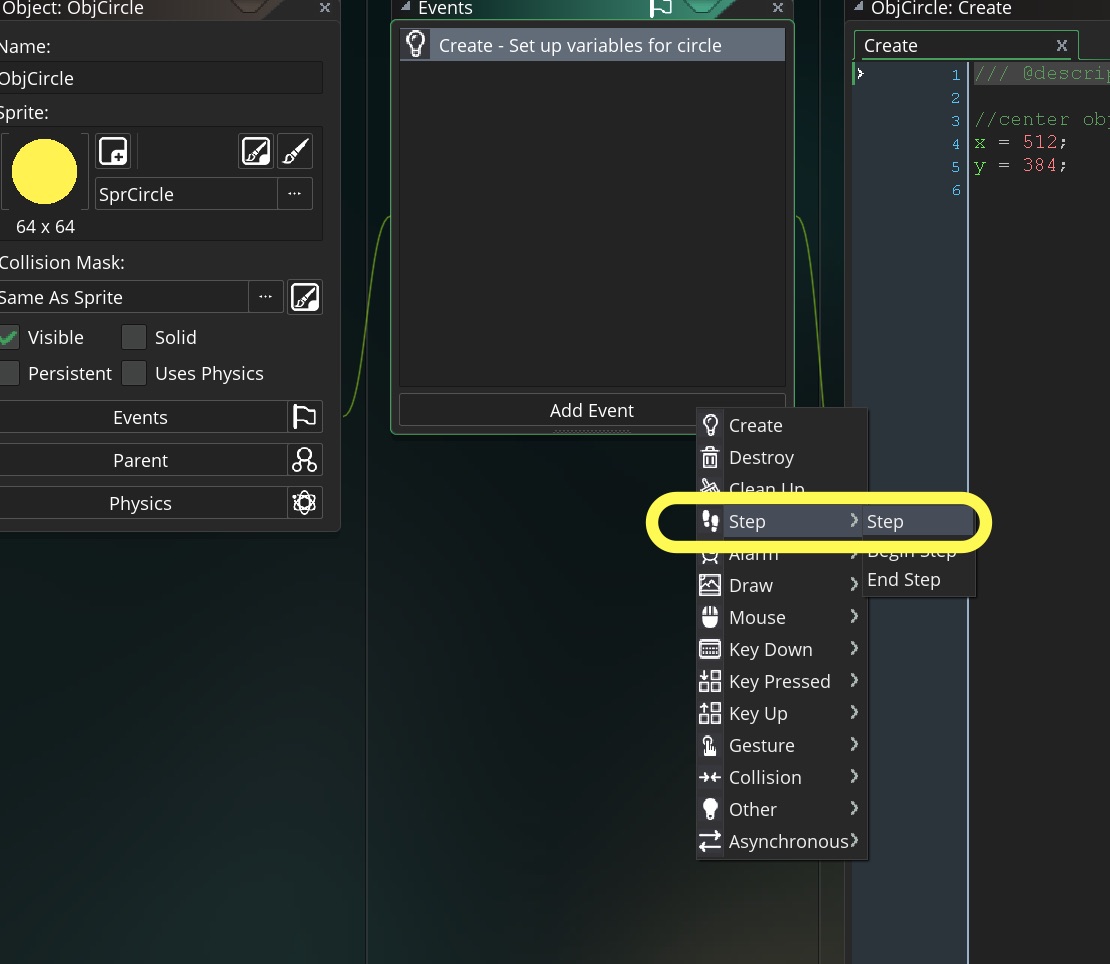 Object: ObjCircle
Name:
ObjCircle
Sprite:
SprCircle
...
64 x 64
Collision Mask:
Same As Sprite
...
Visible
Solid
Persistent
Uses Physics
Events
Parent
Physics
Events
Create - Set up variables for circle
Add Event
Create
Destroy
Clean Up
Step
Alarm
Draw
Mouse
Key Down
Key Pressed
Key Up
Gesture
Collision
Other
Asynchronous
Step
Begin Step
End Step
ObjCircle: Create
Create
1 /// @descrip
2
3 //center ob
4 x = 512;
5 y = 384;
6